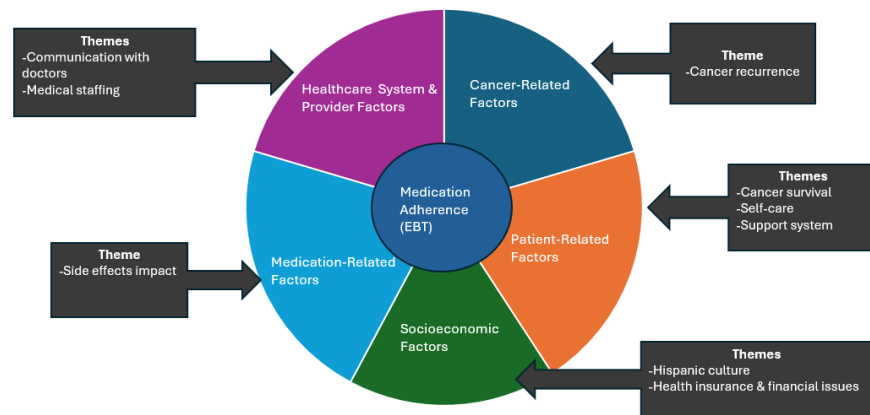 Themes
-Communication with
doctors
-Medical staffing
Healthcare System &
Provider Factors
Cancer-Related
Factors
Theme
-Cancer recurrence
Medication
Adherence
(EBT)
Themes
-Cancer survival
-Self-care
-Support system
Patient-Related
Factors
Theme
-Side effects impact
Medication-Related
Factors
Socioeconomic
Factors
Themes
-Hispanic culture
-Health insurance & financial issues